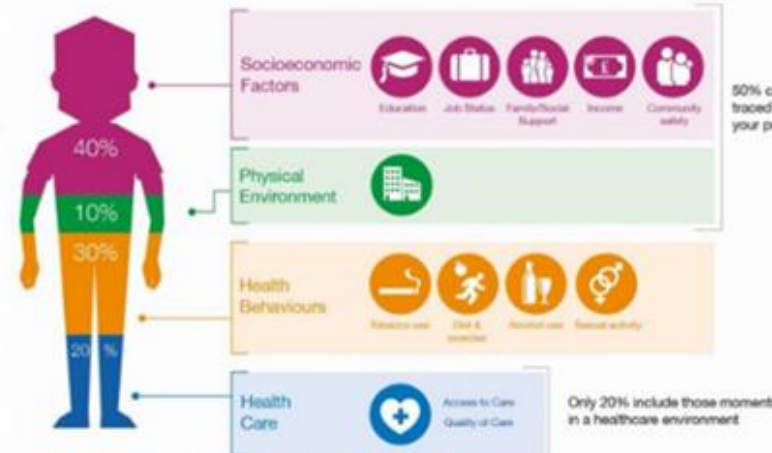 40%
10%
30%
20 %
Socioeconomic
Factors
Education
Job Status
Family/Social
Support
Income
Community
safety
50% c
traced
your p
Physical
Environment
Health
Behaviours
Tobacco use
Diet &
exercise
Alcohol use
Sexual activity
Health
Care
Access to Care
Quality of Care
Only 20% include those moments
in a healthcare environment